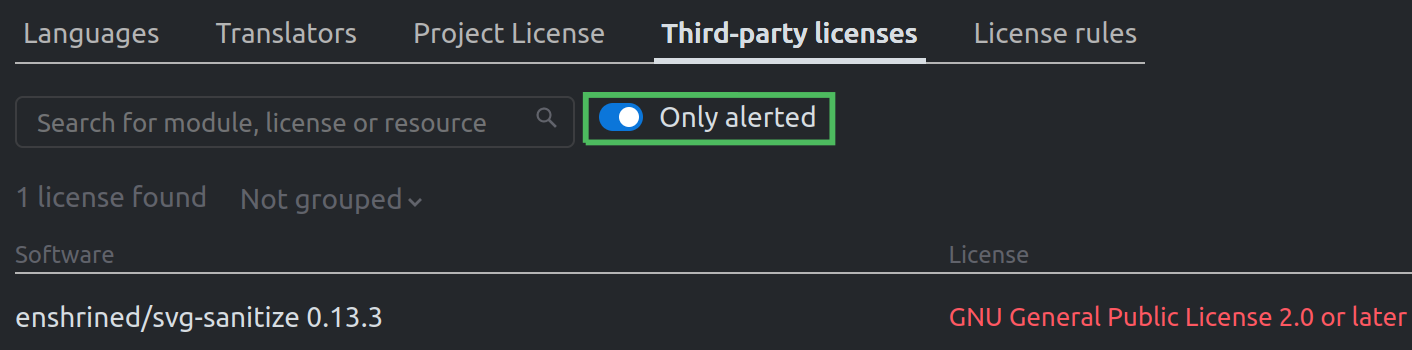 Languages Translators Project License Third-party licenses License rules
Search for module, license or resource Only alerted
1 license found Not grouped
Software License
enshrined/svg-sanitize 0.13.3 GNU General Public License 2.0 or later